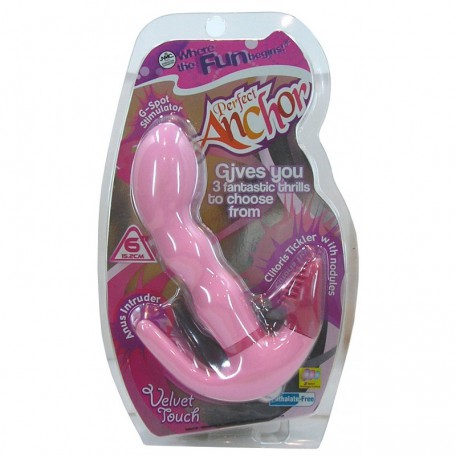 Where
the Fun begins!
G-Spot
Stimulator
Perfect
Anchor
Gives you
3 fantastic thrills
to choose
from
6"
15.2CM
Clitoris Tickler
with nodules
Anus Intruder
Velvet
Touch
Phthalate-Free